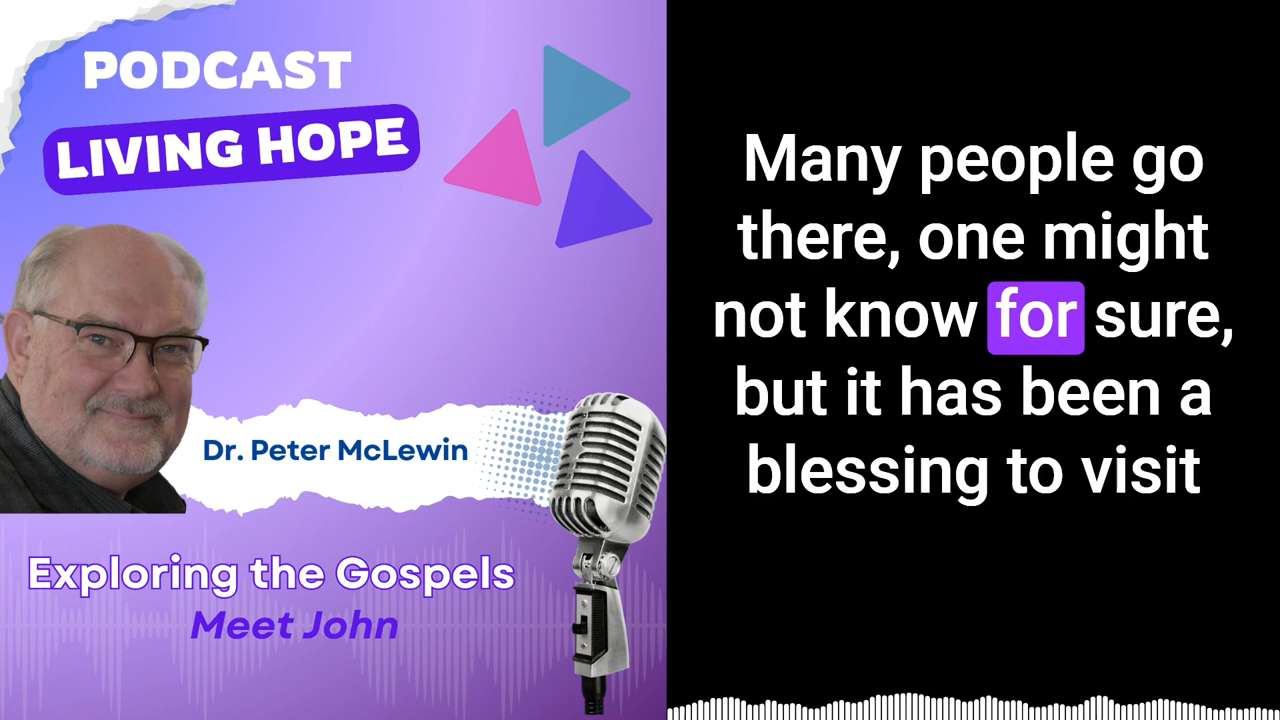 PODCAST
LIVING HOPE
Dr. Peter McLewin
Exploring the Gospels
Meet John
Many people go
there, one might
not know for sure,
but it has been a
blessing to visit